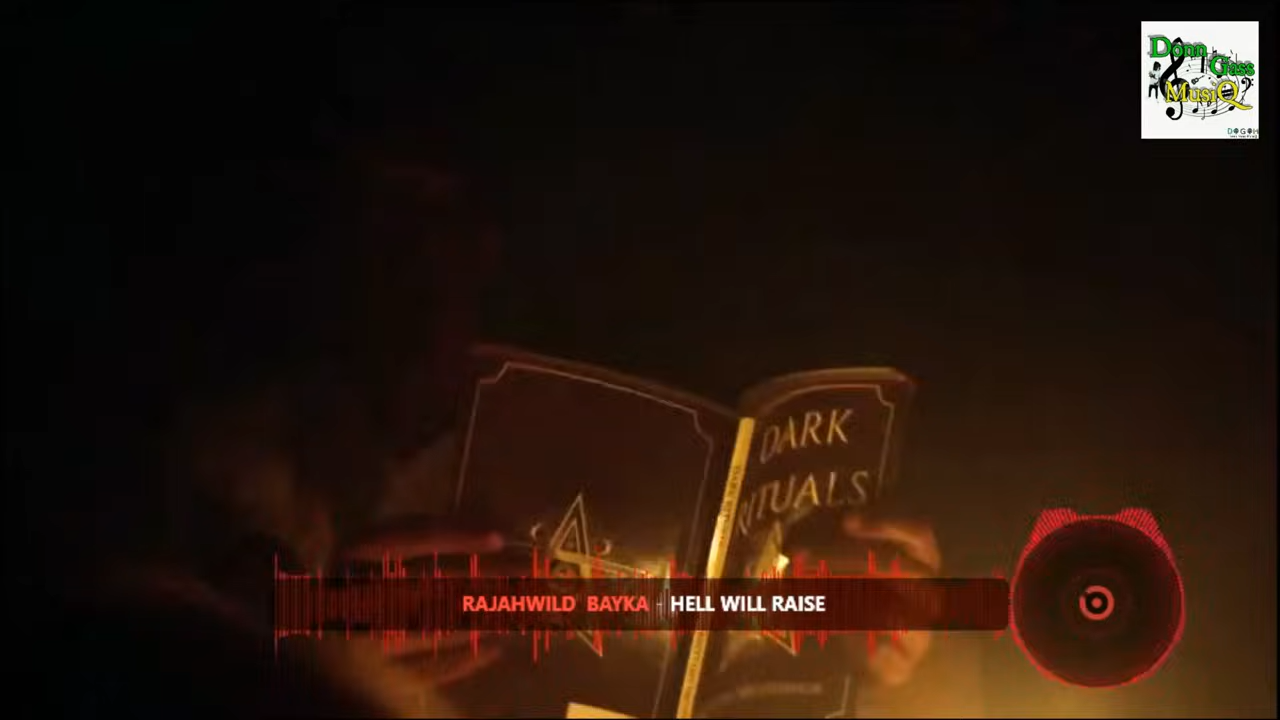 Donn
Gass
MusiQ
DARK
RITUALS
RAJAHWILD BAYKA - HELL WILL RAISE